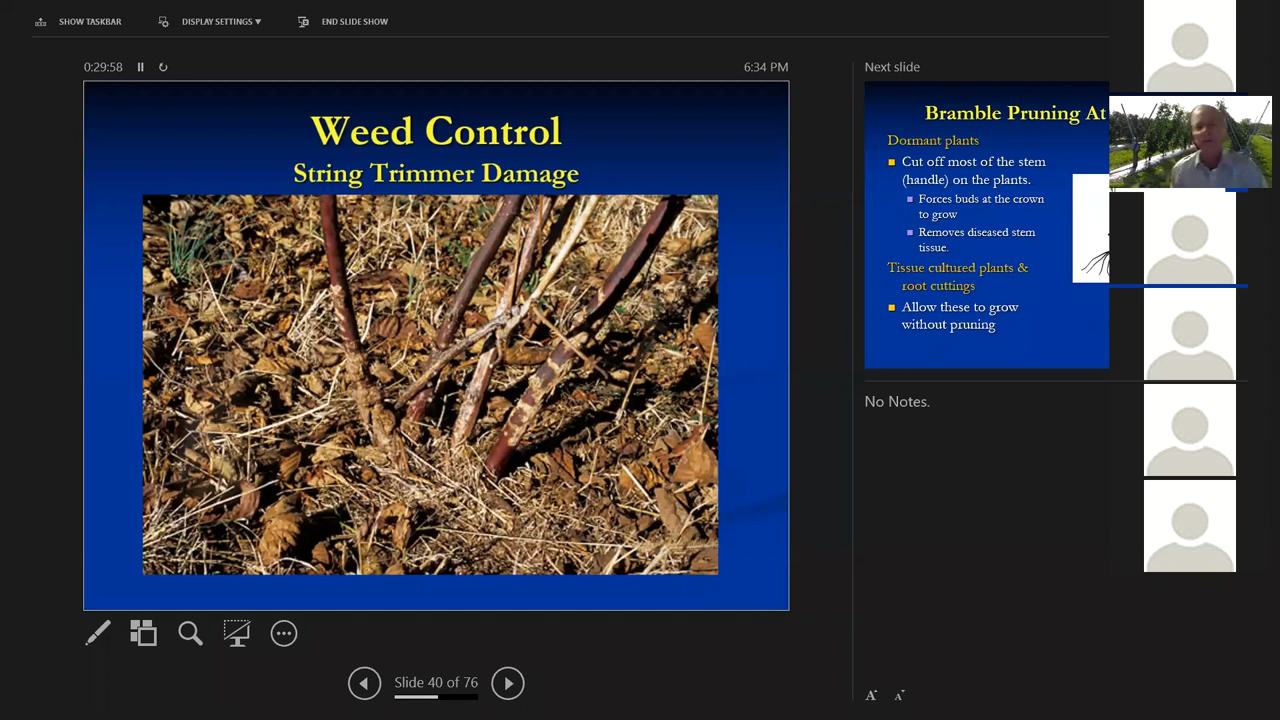 SHOW TASKBAR
DISPLAY SETTINGS ▼
END SLIDE SHOW
0:29:58
6:34 PM
Weed Control
String Trimmer Damage
Slide 40 of 76
Next slide
Bramble Pruning At
Dormant plants
Cut off most of the stem
(handle) on the plants.
Forces buds at the crown
to grow
Removes diseased stem
tissue.
Tissue cultured plants &
root cuttings
Allow these to grow
without pruning
No Notes.
A A